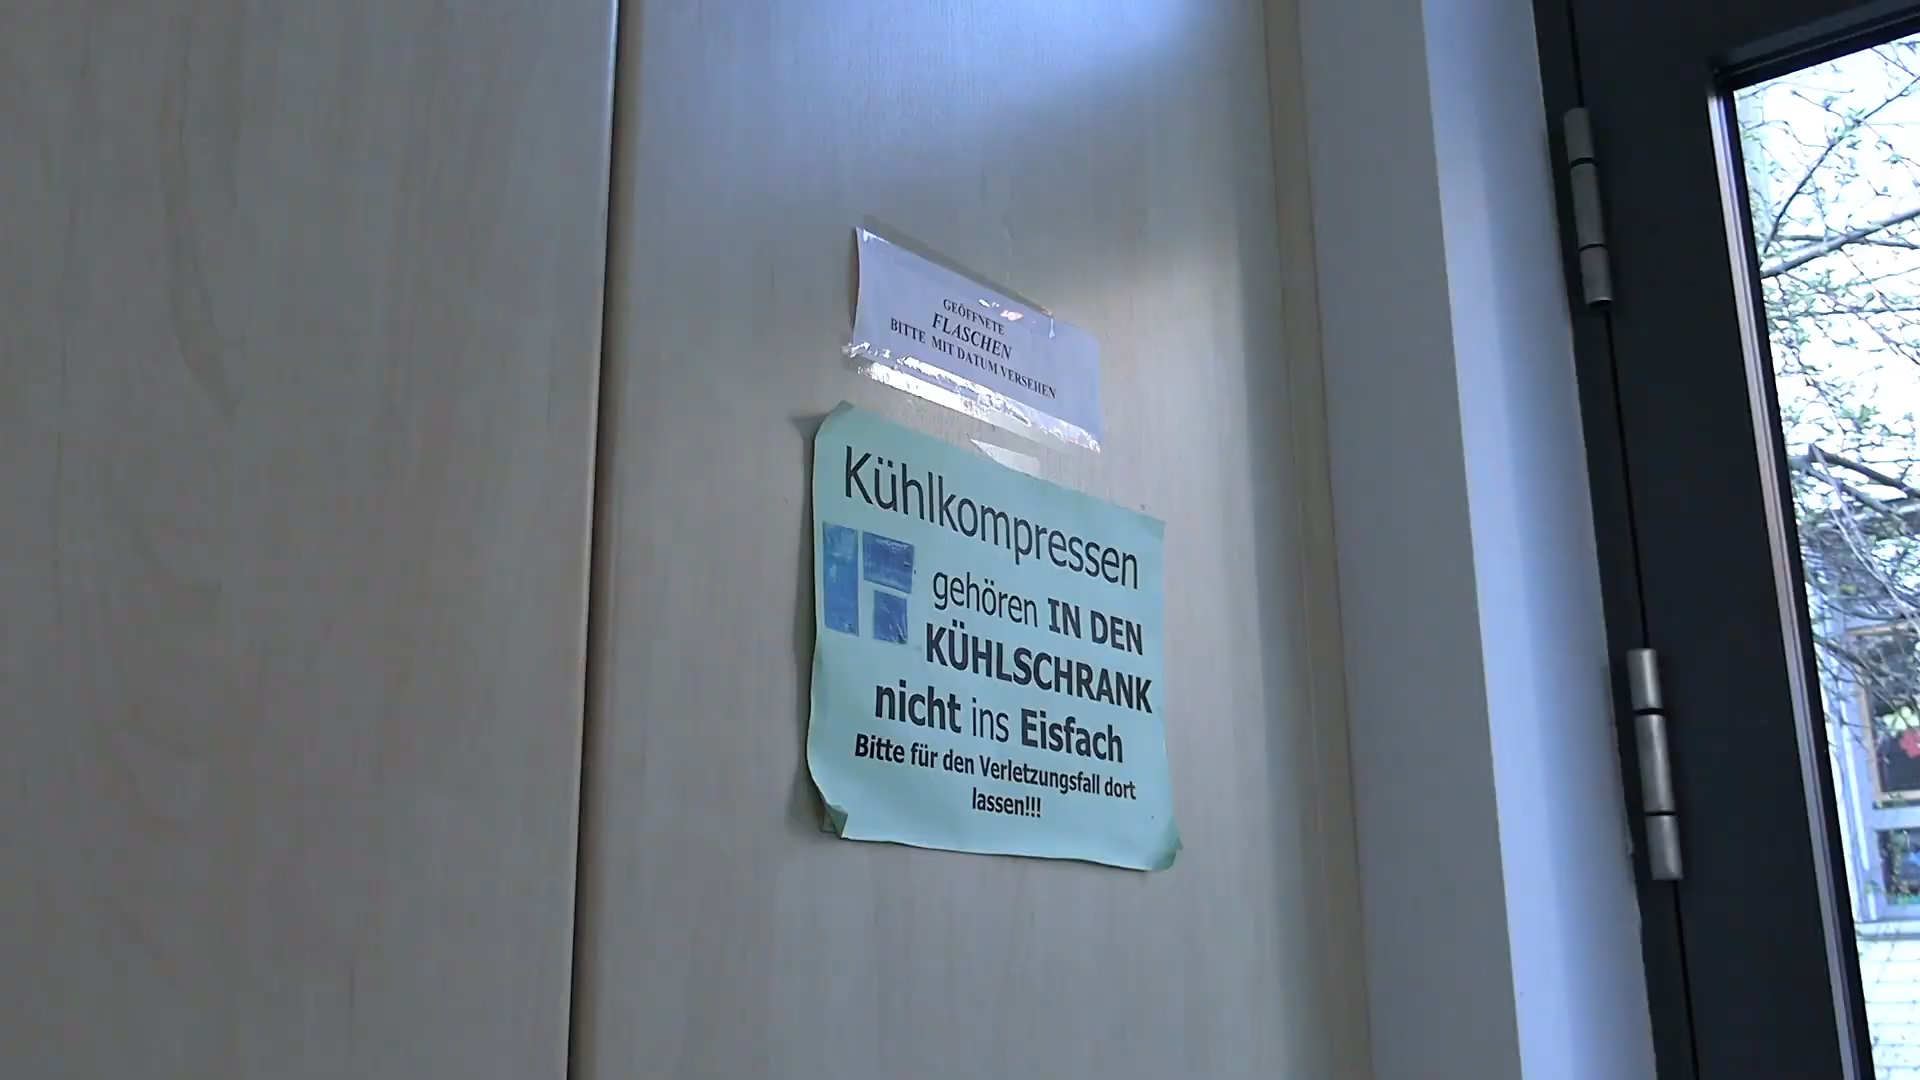 GEÖFFNETE
FLASCHEN
BITTE MIT DATUM VERSEHEN
Kühlkompressen
gehören IN DEN
KÜHLSCHRANK
nicht ins Eisfach
Bitte für den Verletzungsfall dort
lassen!!!